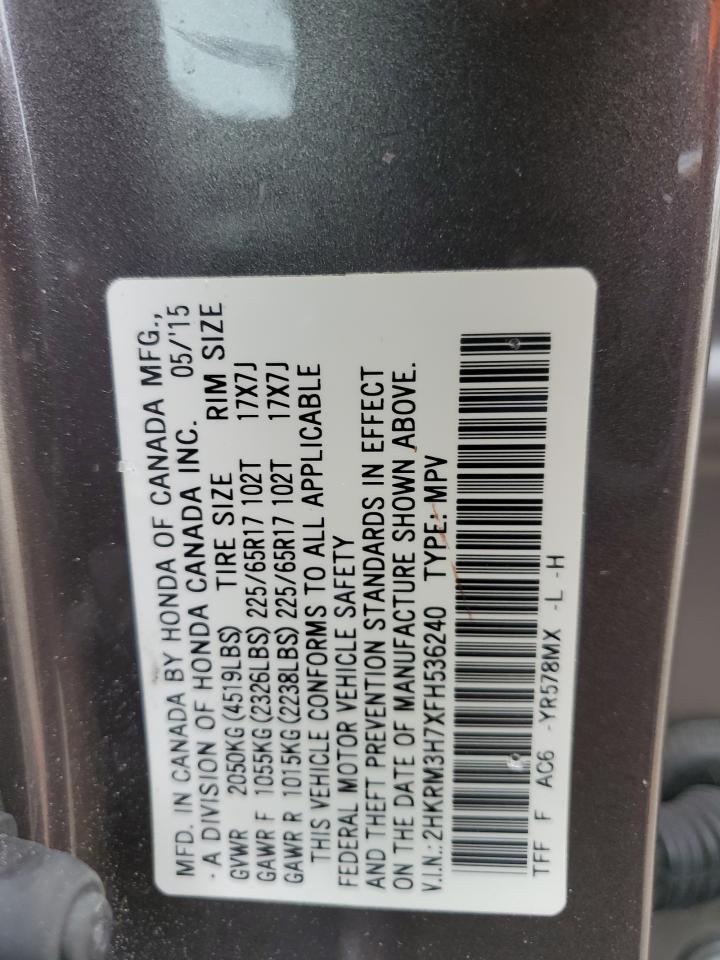 MFD. IN CANADA BY HONDA OF CANADA MFG.,
- A DIVISION OF HONDA CANADA INC. 05/'15
GVWR 2050KG(4519LBS) TIRE SIZE RIM SIZE
GAWR F 1055KG(2326LBS) 225/65R17 102T 17X7J
GAWR R 1015KG(2238LBS) 225/65R17 102T 17X7J
THIS VEHICLE CONFORMS TO ALL APPLICABLE
FEDERAL MOTOR VEHICLE SAFETY
AND THEFT PREVENTION STANDARDS IN EFFECT
ON THE DATE OF MANUFACTURE SHOWN ABOVE.
V.I.N.: 2HKRM3H7XFH536240 TYPE: MPV
TFF F AC6 -YR578MX -L -H